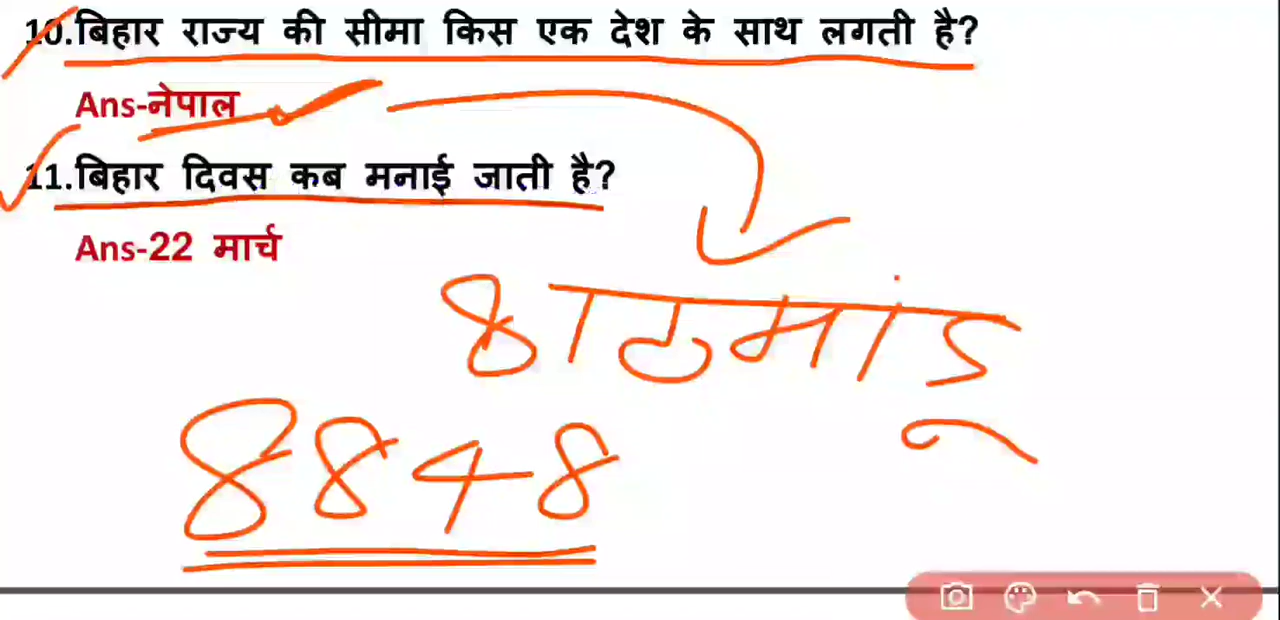 10.बिहार राज्य की सीमा किस एक देश के साथ लगती है?
Ans-नेपाल
11.बिहार दिवस कब मनाई जाती है?
Ans-22 मार्च
काठमांडू
8848